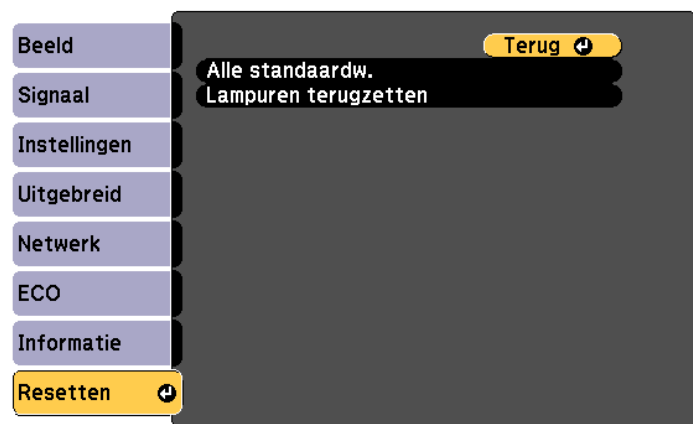 Beeld
Signaal
Instellingen
Uitgebreid
Netwerk
ECO
Informatie
Resetten
Terug
Alle standaardw.
Lampuren terugzetten